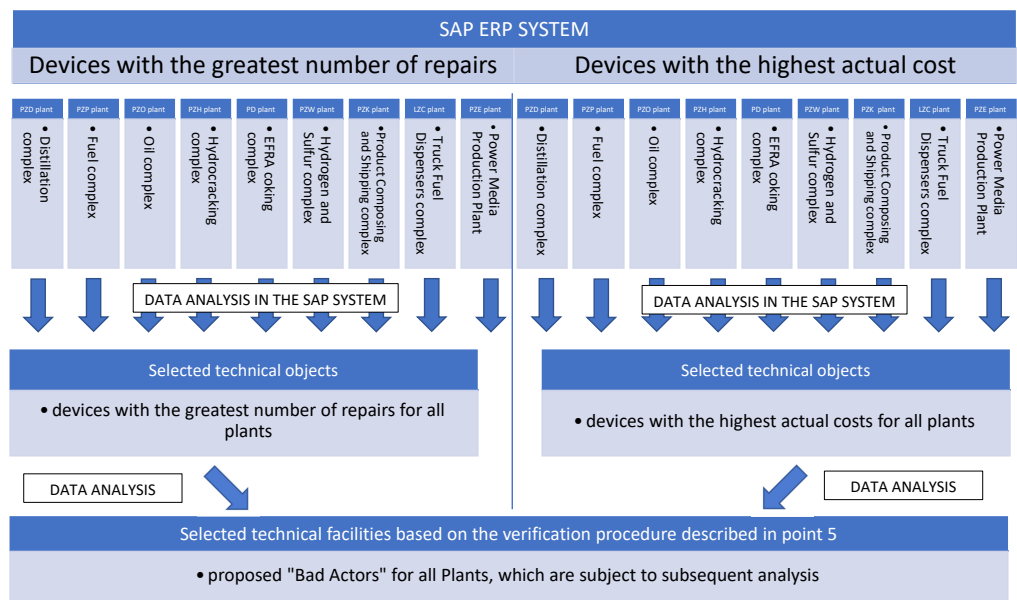 SAP ERP SYSTEM
Devices with the greatest number of repairs
Devices with the highest actual cost
PZD plant
• Distillation
complex
PZP plant
• Fuel complex
PZO plant
• Oil complex
PZH plant
• Hydrocracking
complex
PD plant
• EFRA coking
complex
PZW plant
• Hydrogen and
Sulfur complex
PZK plant
• Product Composing
and Shipping complex
LZC plant
• Truck Fuel
Dispensers complex
PZE plant
• Power Media
Production Plant
PZD plant
• Distillation complex
PZP plant
• Fuel complex
PZO plant
• Oil complex
PZH plant
• Hydrocracking
complex
PD plant
• EFRA coking
complex
PZW plant
• Hydrogen and
Sulfur complex
PZK plant
• Product Composing
and Shipping complex
LZC plant
• Truck Fuel
Dispensers complex
PZE plant
• Power Media
Production Plant
DATA ANALYSIS IN THE SAP SYSTEM
DATA ANALYSIS IN THE SAP SYSTEM
Selected technical objects
• devices with the greatest number of repairs for all
plants
Selected technical objects
• devices with the highest actual costs for all plants
DATA ANALYSIS
DATA ANALYSIS
Selected technical facilities based on the verification procedure described in point 5
• proposed "Bad Actors" for all Plants, which are subject to subsequent analysis